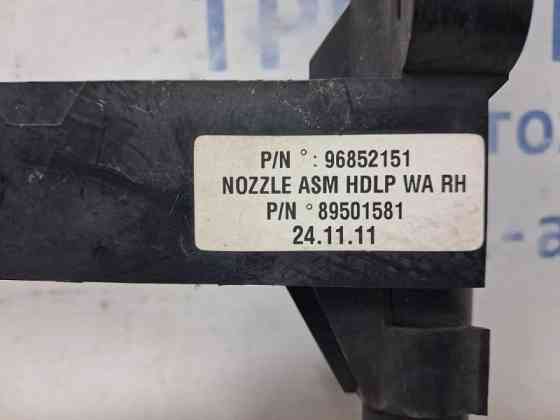 P/N °: 96852151
NOZZLE ASM HDLP WA RH
P/N ° 89501581
24.11.11